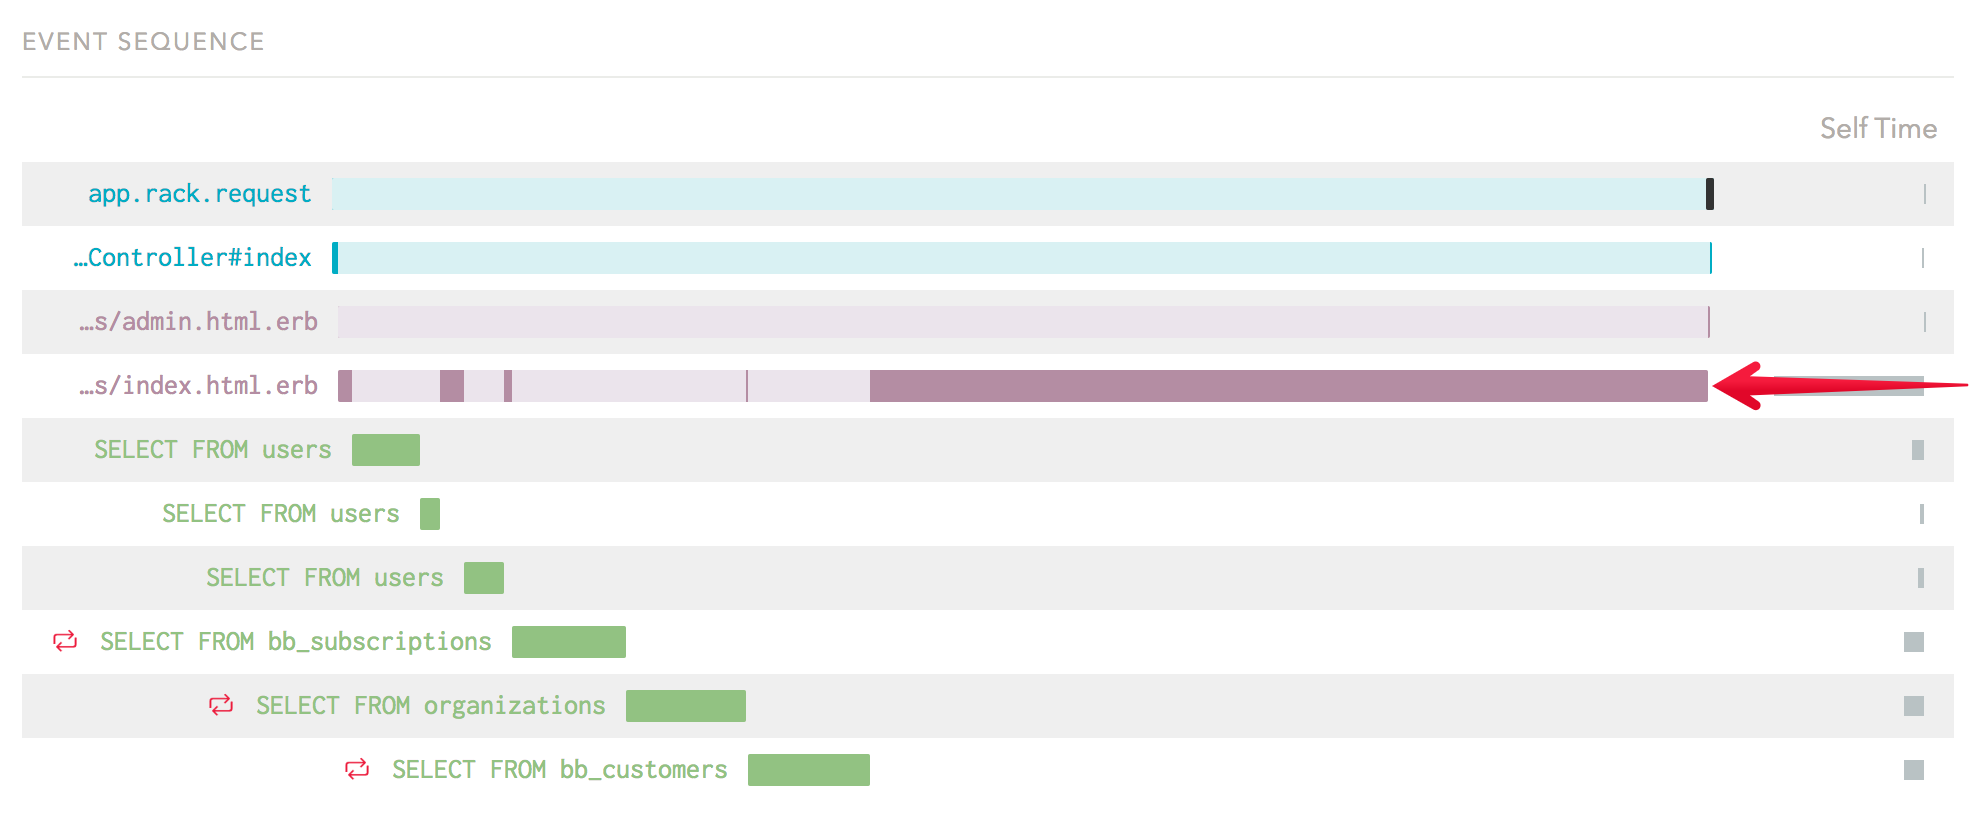 EVENT SEQUENCE
Self Time
app.rack.request
…Controller#index
…s/admin.html.erb
…s/index.html.erb
SELECT FROM users
SELECT FROM users
SELECT FROM users
SELECT FROM bb_subscriptions
SELECT FROM organizations
SELECT FROM bb_customers